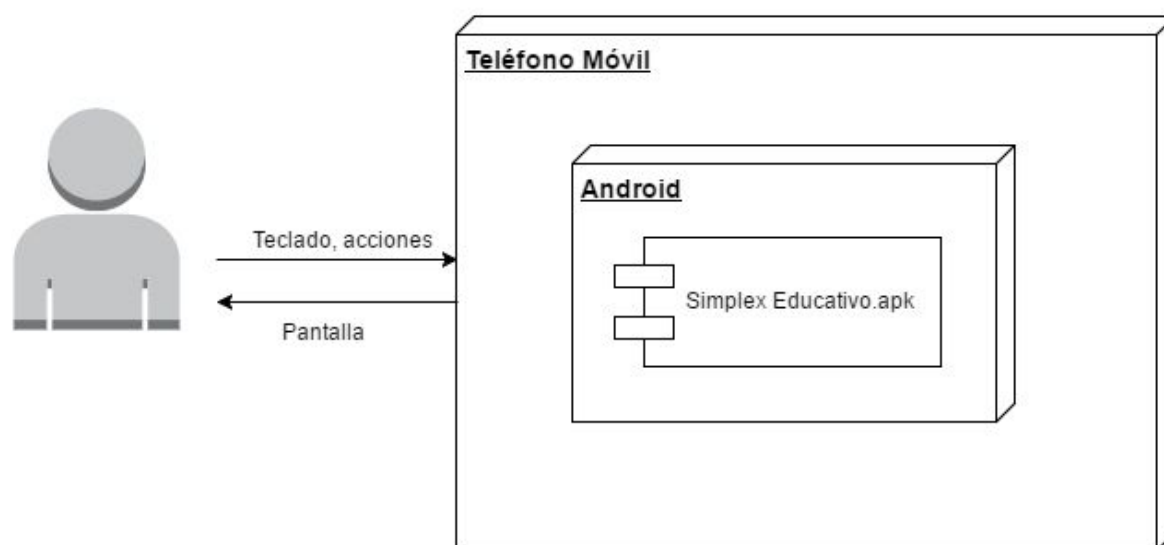 Teléfono Móvil
Android
Teclado, acciones
Simplex Educativo.apk
Pantalla